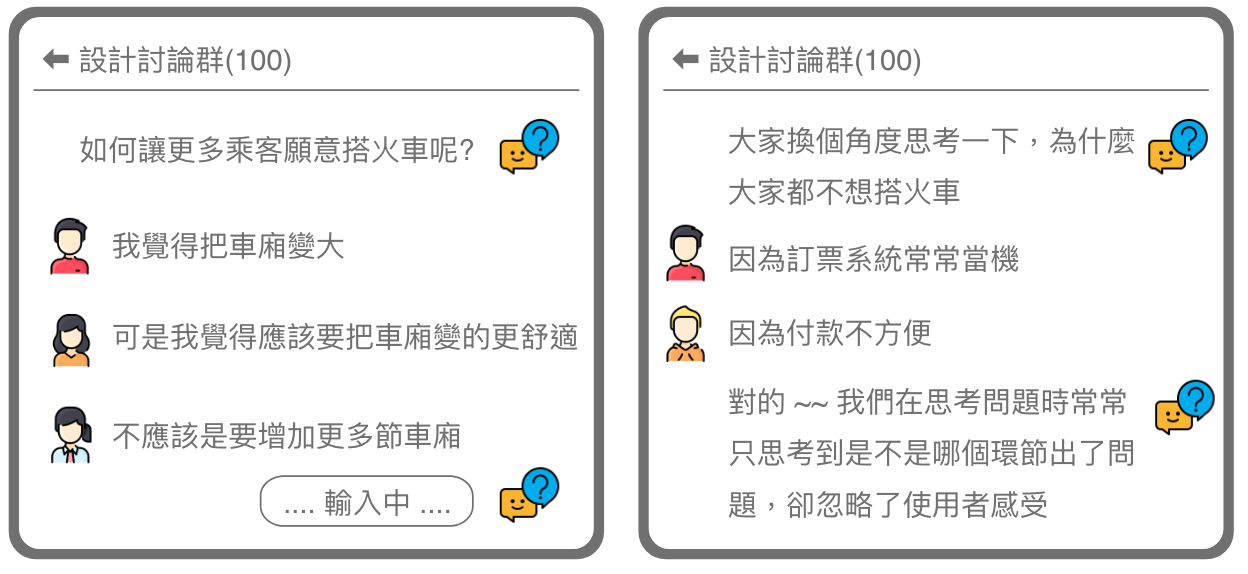 設計討論群(100)
如何讓更多乘客願意搭火車呢?
我覺得把車廂變大
可是我覺得應該要把車廂變的更舒適
不應該是要增加更多節車廂
.... 輸入中 ....
設計討論群(100)
大家換個角度思考一下，為什麼
大家都不想搭火車
因為訂票系統常常當機
因為付款不方便
對的 ~~ 我們在思考問題時常常
只思考到是不是哪個環節出了問
題，卻忽略了使用者感受